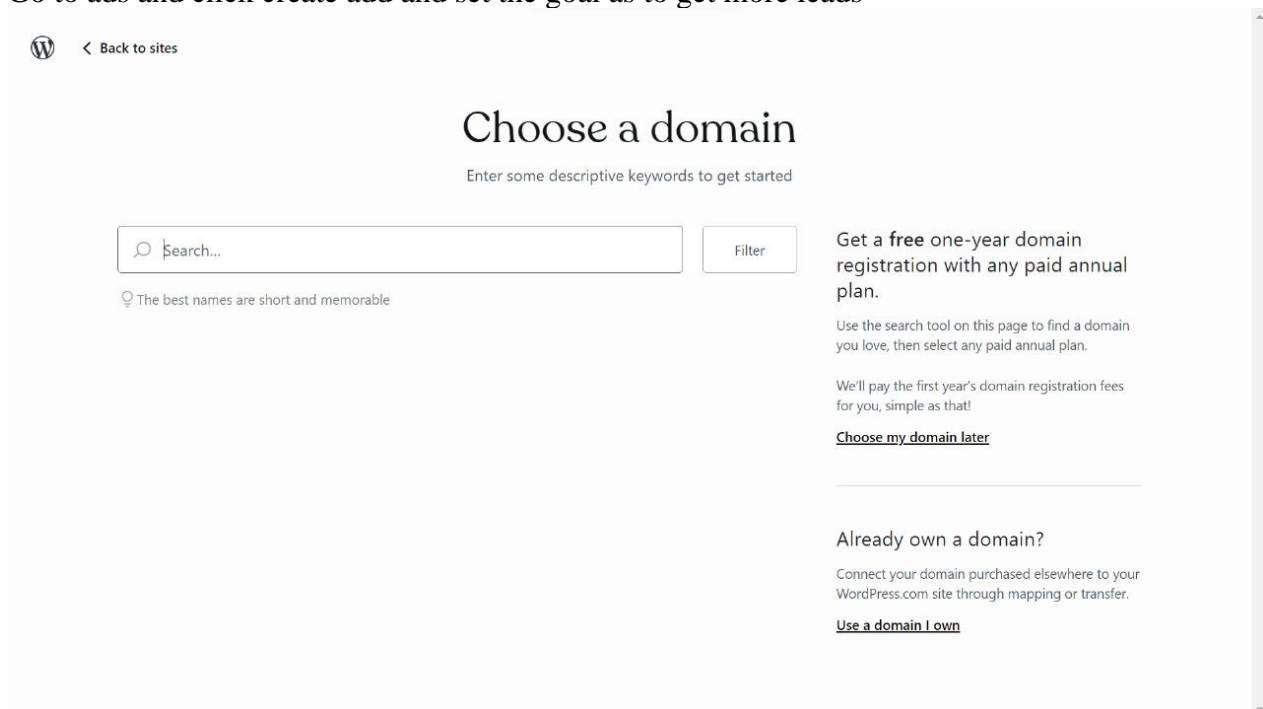 Go to ads and click create add and set the goal as to get more leads
Back to sites
Choose a domain
Enter some descriptive keywords to get started
Search...
Filter
The best names are short and memorable
Get a free one-year domain
registration with any paid annual
plan.
Use the search tool on this page to find a domain
you love, then select any paid annual plan.
We'll pay the first year's domain registration fees
for you, simple as that!
Choose my domain later
Already own a domain?
Connect your domain purchased elsewhere to your
WordPress.com site through mapping or transfer.
Use a domain I own